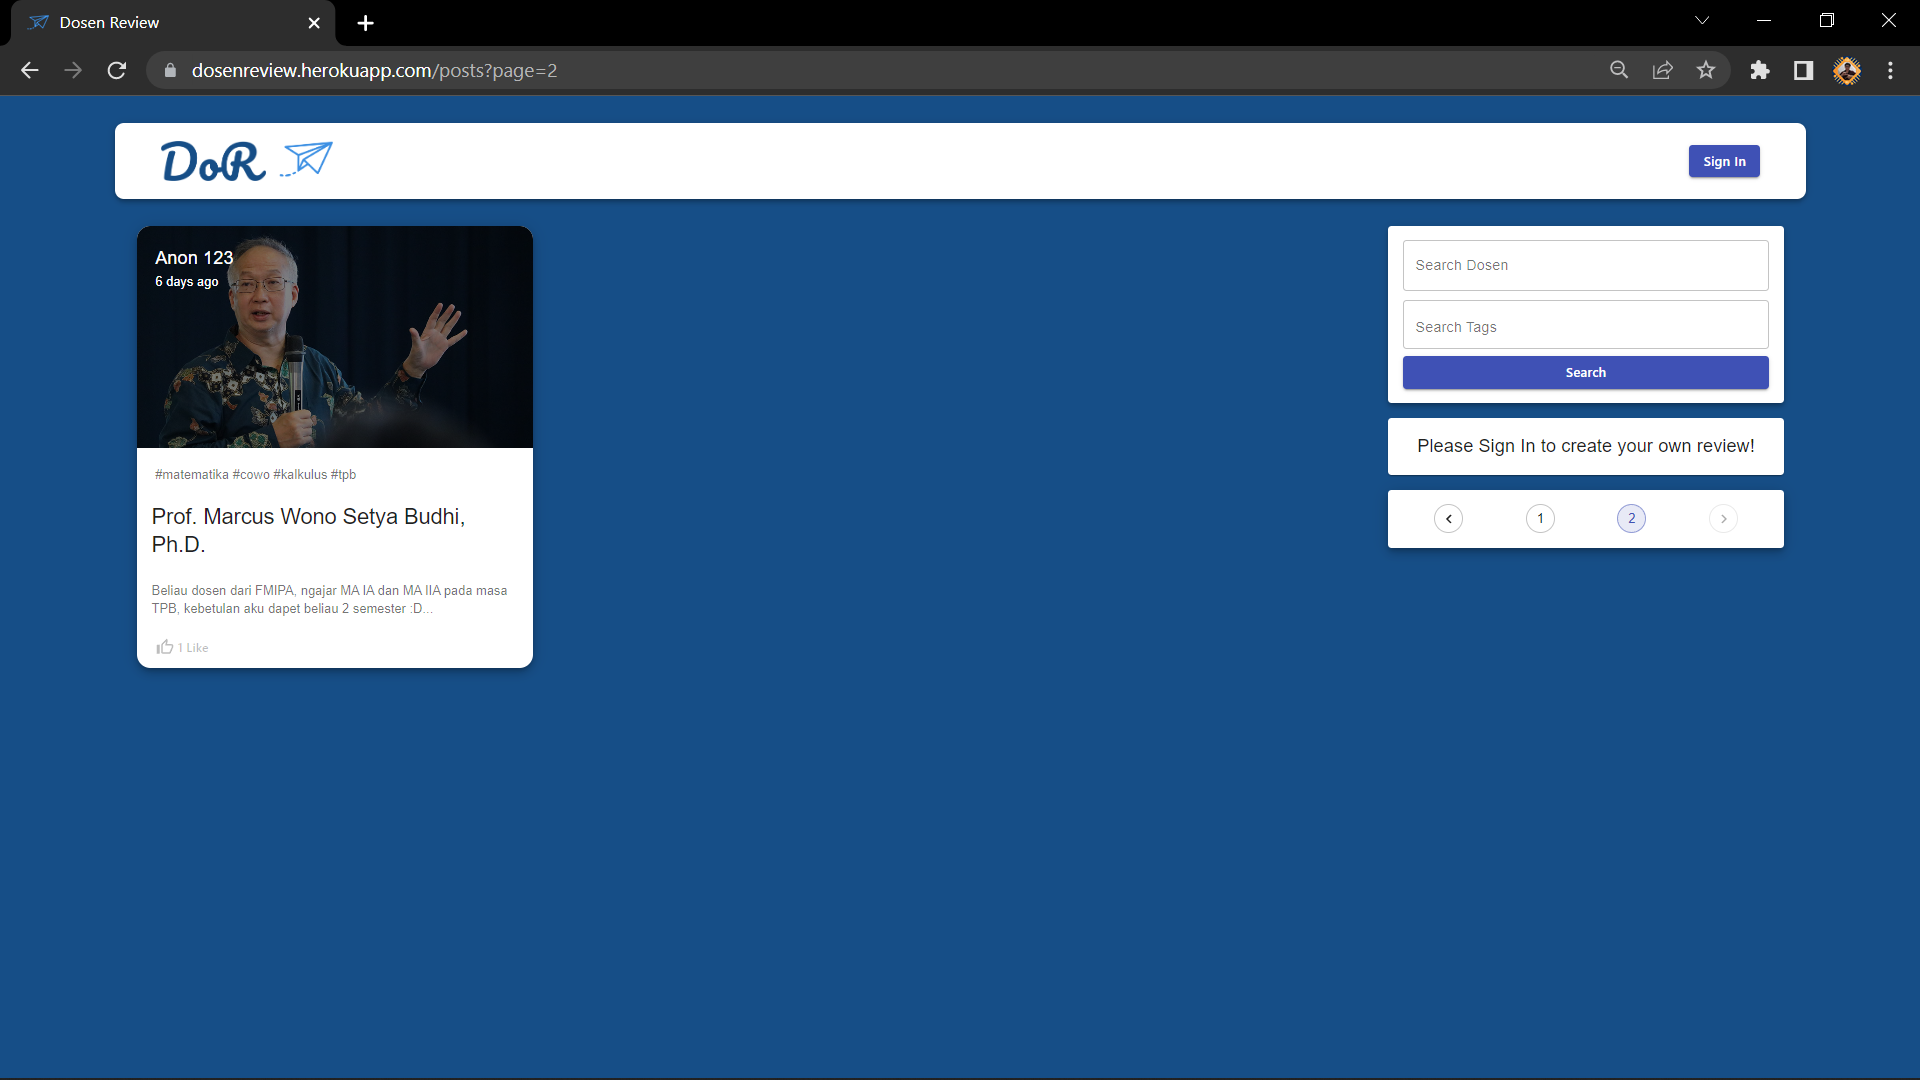 Dosen Review
dosenreview.herokuapp.com/posts?page=2
DoR
Sign In
Anon 123
6 days ago
#matematika #cowo #kalkulus #tpb
Prof. Marcus Wono Setya Budhi,
Ph.D.
Beliau dosen dari FMIPA, ngajar MA IA dan MA IIA pada masa
TPB, kebetulan aku dapet beliau 2 semester :D...
1 Like
Search Dosen
Search Tags
Search
Please Sign In to create your own review!
1
2